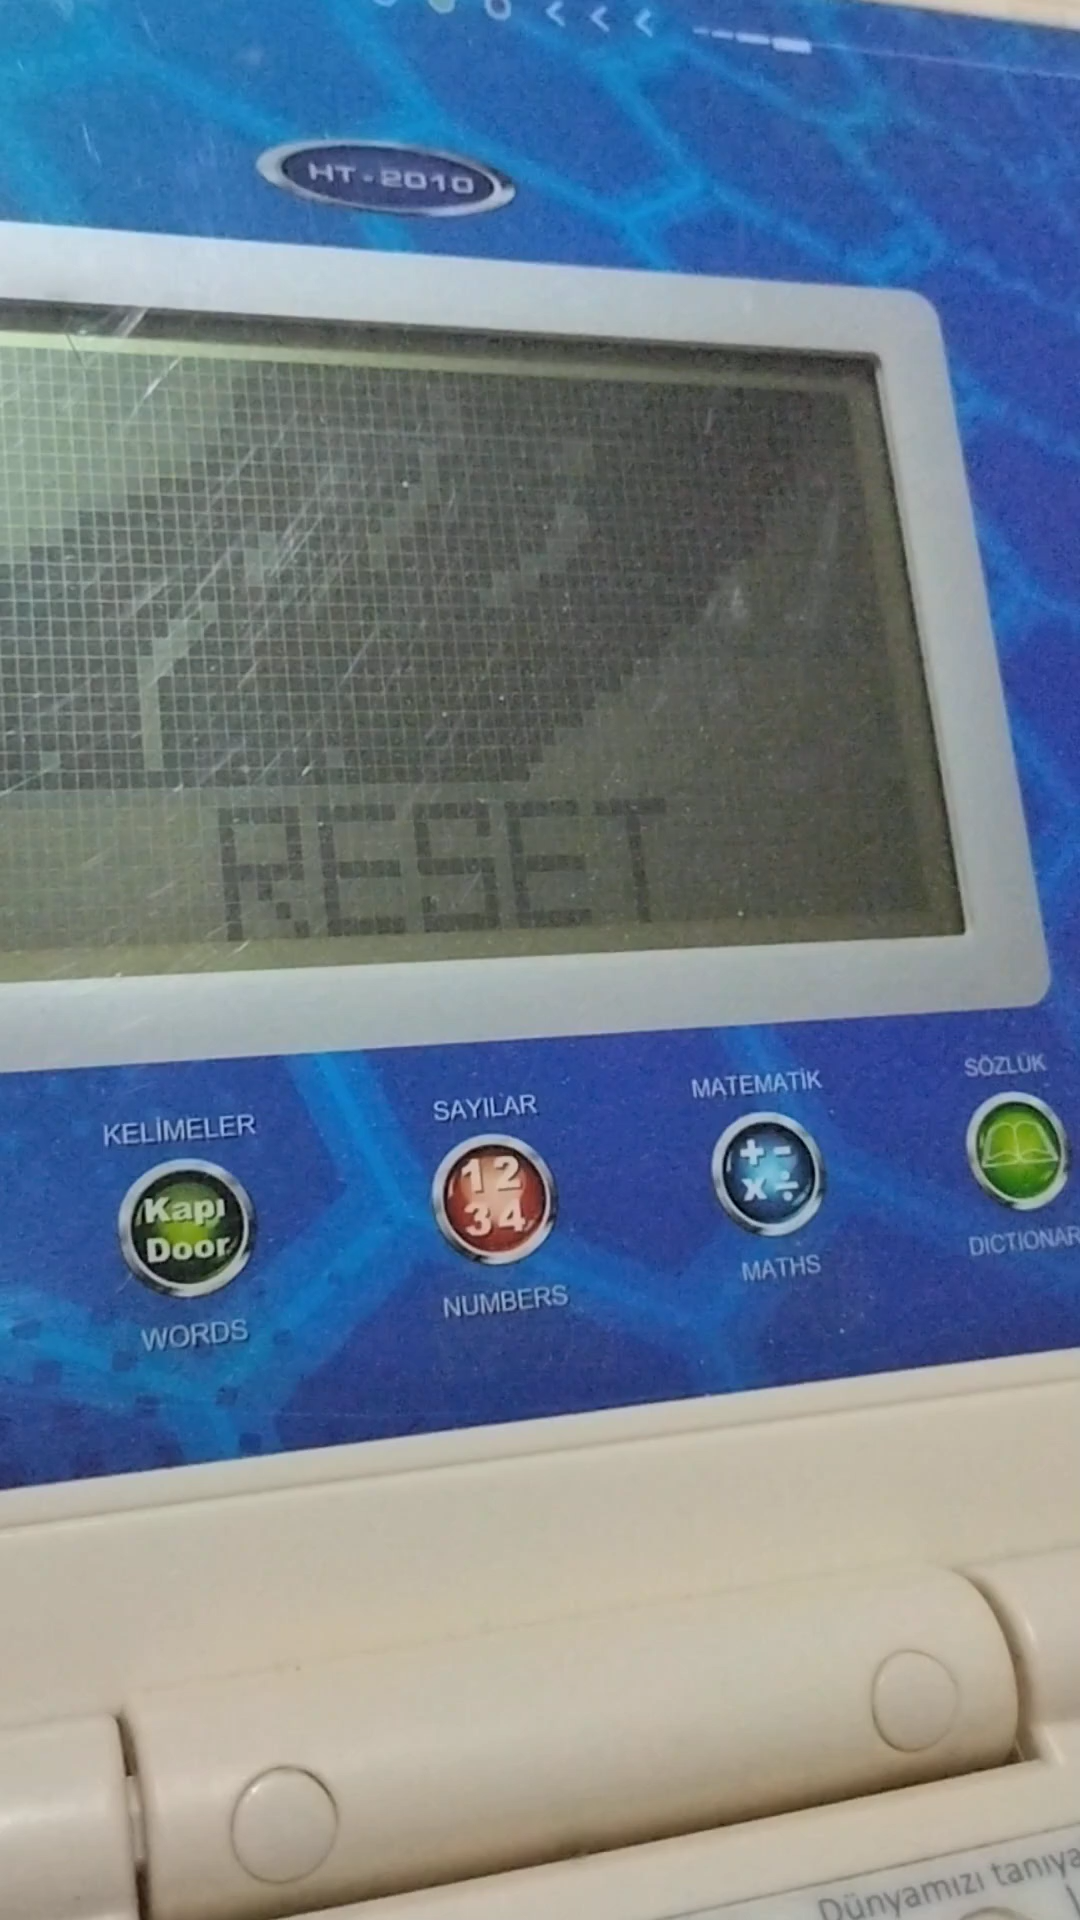 HT-2010
RESET
KELİMELER
SAYILAR
MATEMATİK
SÖZLÜK
Kapı
Door
12
34
+ -
x ÷
WORDS
NUMBERS
MATHS
DICTIONAR
Dünyamızı tanıya